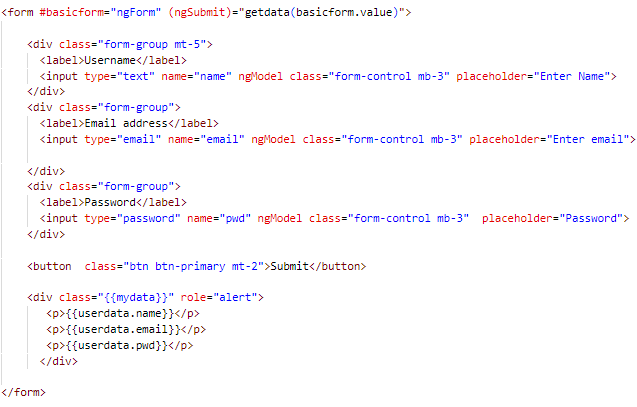 <form #basicform="ngForm" (ngSubmit)="getdata(basicform.value)">
<div class="form-group mt-5">
<label>Username</label>
<input type="text" name="name" ngModel class="form-control mb-3" placeholder="Enter Name">
</div>
<div class="form-group">
<label>Email address</label>
<input type="email" name="email" ngModel class="form-control mb-3" placeholder="Enter email">
</div>
<div class="form-group">
<label>Password</label>
<input type="password" name="pwd" ngModel class="form-control mb-3"  placeholder="Password">
</div>
<button  class="btn btn-primary mt-2">Submit</button>
<div class="{{mydata}}" role="alert">
<p>{{userdata.name}}</p>
<p>{{userdata.email}}</p>
<p>{{userdata.pwd}}</p>
</div>
</form>